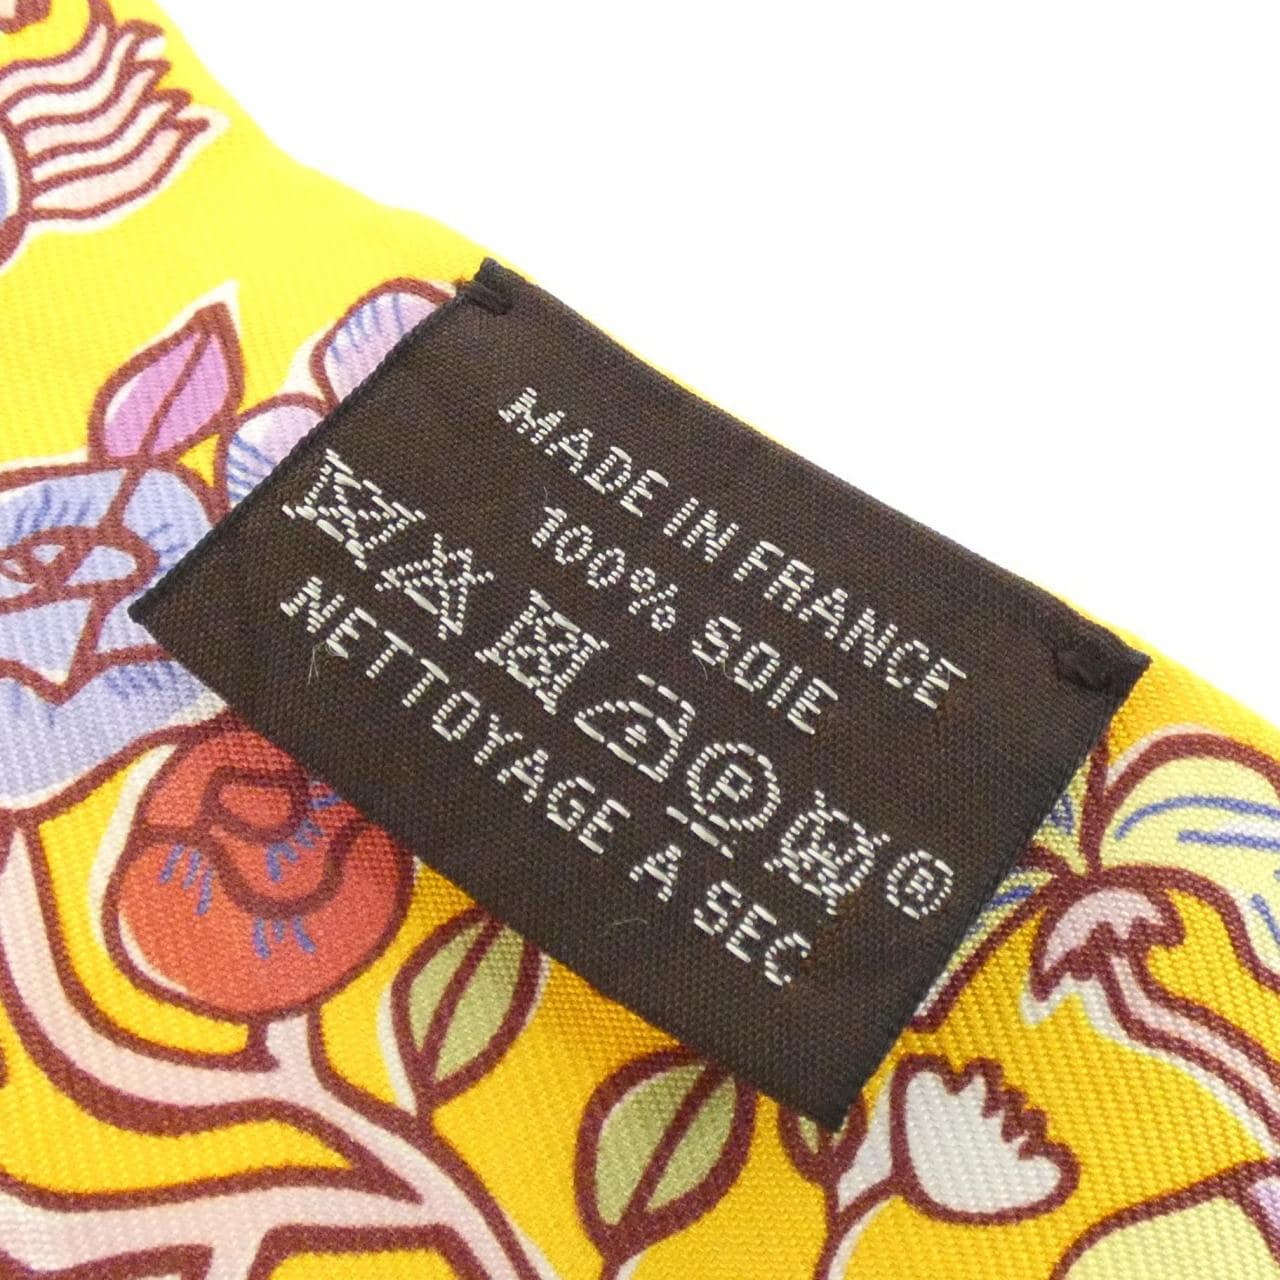 MADE IN FRANCE
100% SOIE
P W ®
NETTOYAGE A SEC